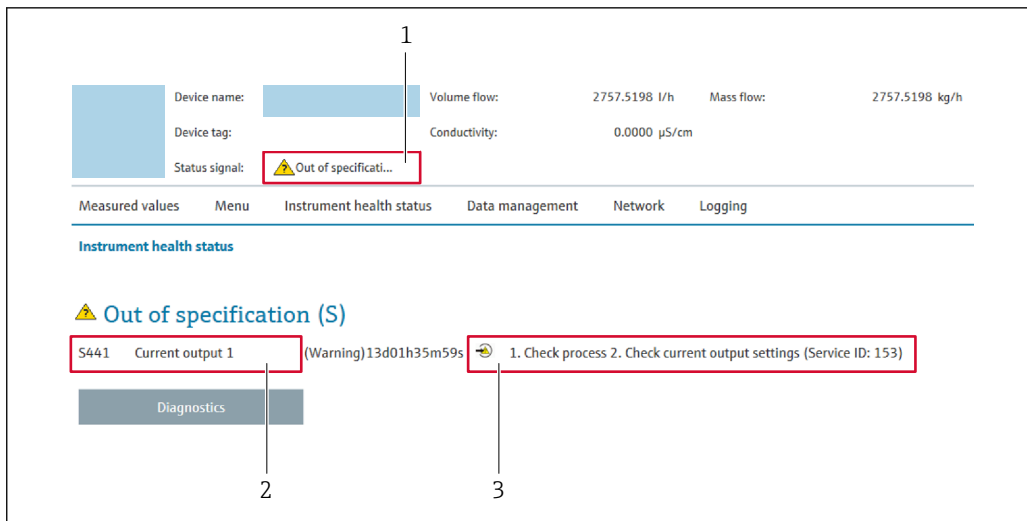 1
Device name: Volume flow: 2757.5198 l/h Mass flow: 2757.5198 kg/h
Device tag: Conductivity: 0.0000 µS/cm
Status signal: Out of specificati...
Measured values Menu Instrument health status Data management Network Logging
Instrument health status
Out of specification (S)
S441 Current output 1 (Warning)13d01h35m59s 1. Check process 2. Check current output settings (Service ID: 153)
Diagnostics
2 3